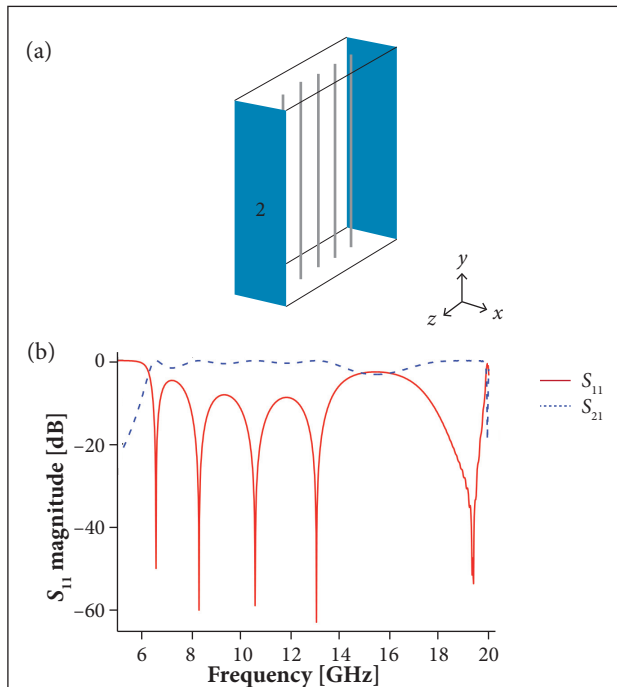 (a)
2
y
z
x
(b)
S₁₁ magnitude [dB]
0
−20
−40
−60
6 8 10 12 14 16 18 20
Frequency [GHz]
S₁₁
S₂₁